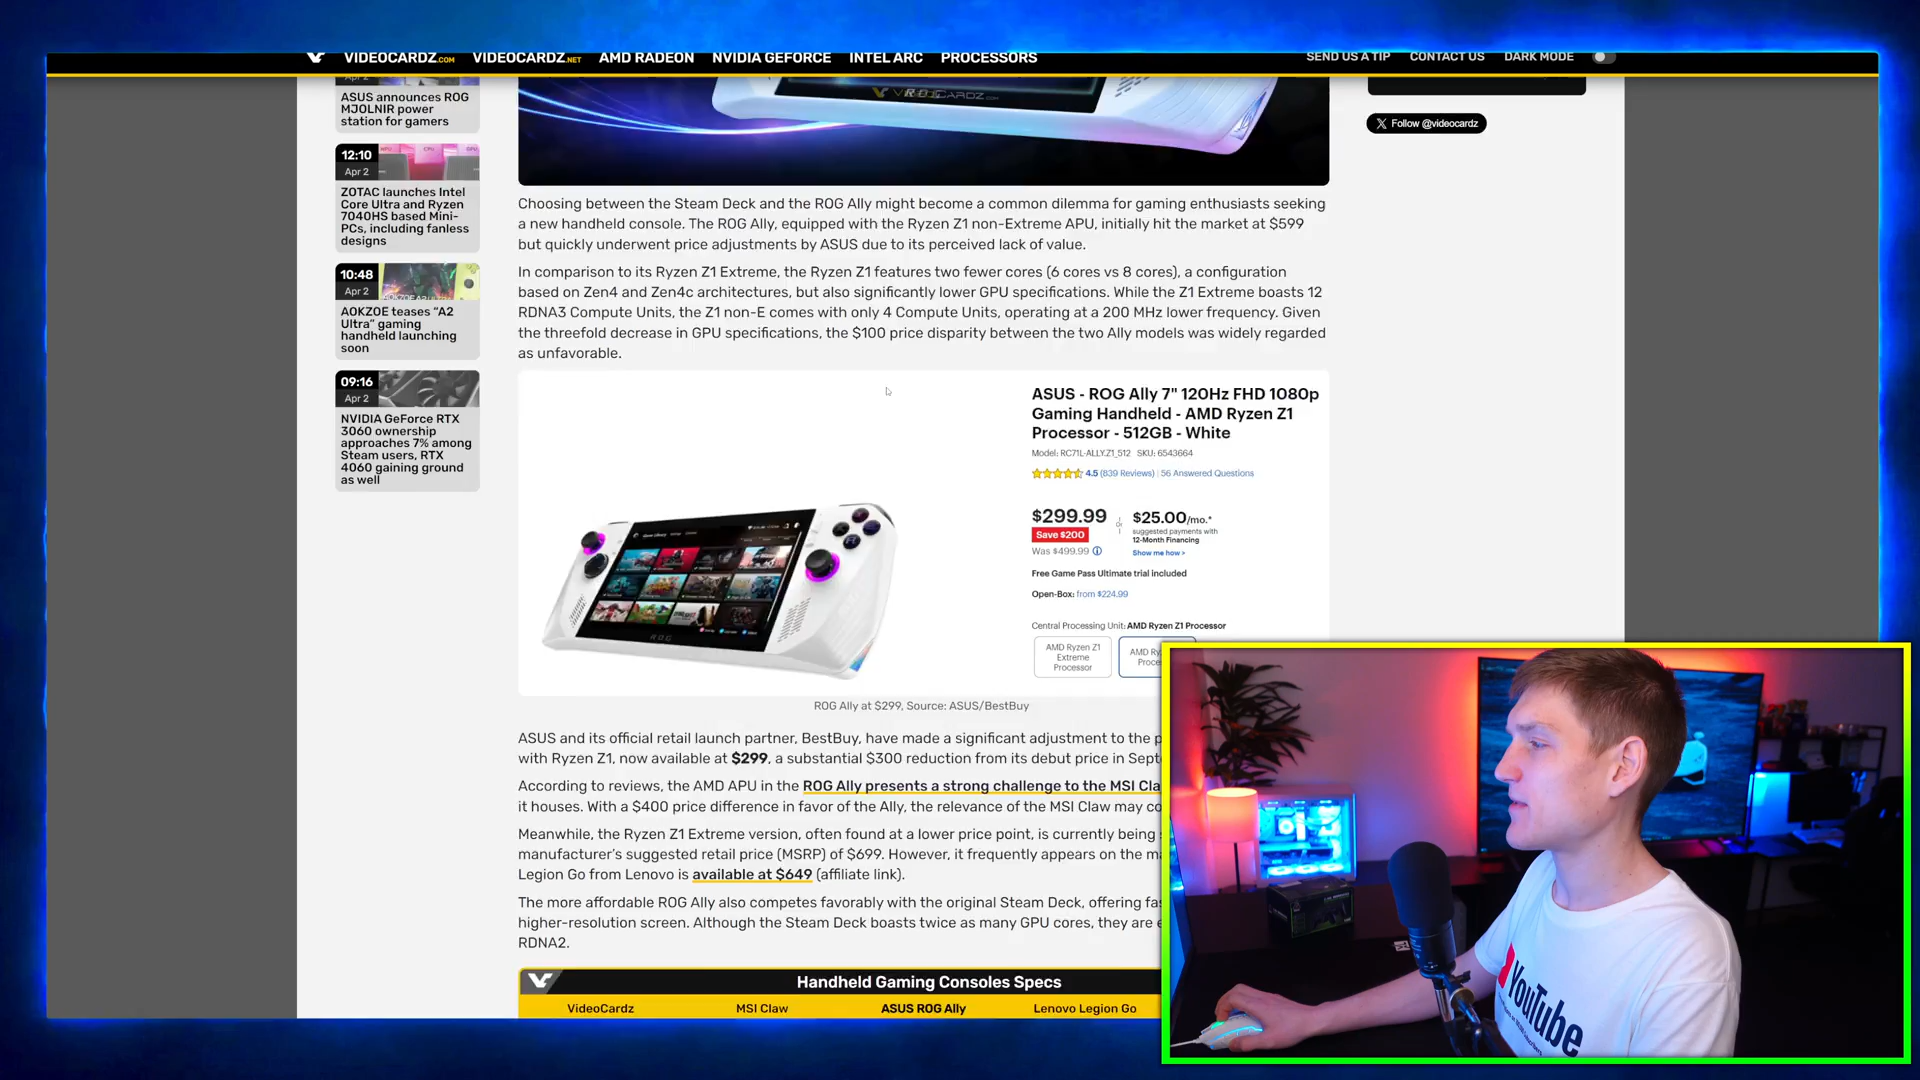 VIDEOCARDZ.COM VIDEOCARDZ.NET AMD RADEON NVIDIA GEFORCE INTEL ARC PROCESSORS SEND US A TIP CONTACT US DARK MODE
Apr 2
ASUS announces ROG
MJOLNIR power
station for gamers
12:10
Apr 2
ZOTAC launches Intel
Core Ultra and Ryzen
7040HS based Mini-
PCs, including fanless
designs
10:48
Apr 2
AOKZOE teases “A2
Ultra” gaming
handheld launching
soon
09:16
Apr 2
NVIDIA GeForce RTX
3060 ownership
approaches 7% among
Steam users, RTX
4060 gaining ground
as well
VIDEOCARDZ.COM
Follow @videocardz
Choosing between the Steam Deck and the ROG Ally might become a common dilemma for gaming enthusiasts seeking
a new handheld console. The ROG Ally, equipped with the Ryzen Z1 non-Extreme APU, initially hit the market at $599
but quickly underwent price adjustments by ASUS due to its perceived lack of value.
In comparison to its Ryzen Z1 Extreme, the Ryzen Z1 features two fewer cores (6 cores vs 8 cores), a configuration
based on Zen4 and Zen4c architectures, but also significantly lower GPU specifications. While the Z1 Extreme boasts 12
RDNA3 Compute Units, the Z1 non-E comes with only 4 Compute Units, operating at a 200 MHz lower frequency. Given
the threefold decrease in GPU specifications, the $100 price disparity between the two Ally models was widely regarded
as unfavorable.
ASUS - ROG Ally 7" 120Hz FHD 1080p
Gaming Handheld - AMD Ryzen Z1
Processor - 512GB - White
Model: RC71L-ALLY.Z1_512 SKU: 6543664
4.5 (839 Reviews) | 56 Answered Questions
$299.99
Save $200
Was $499.99
or
$25.00/mo.*
suggested payments with
12-Month Financing
Show me how >
Free Game Pass Ultimate trial included
Open-Box: from $224.99
Central Processing Unit: AMD Ryzen Z1 Processor
AMD Ryzen Z1
Extreme
Processor
AMD Ry
Proce
ROG
ROG Ally at $299, Source: ASUS/BestBuy
ASUS and its official retail launch partner, BestBuy, have made a significant adjustment to the p
with Ryzen Z1, now available at $299, a substantial $300 reduction from its debut price in Sept
According to reviews, the AMD APU in the ROG Ally presents a strong challenge to the MSI Cla
it houses. With a $400 price difference in favor of the Ally, the relevance of the MSI Claw may co
Meanwhile, the Ryzen Z1 Extreme version, often found at a lower price point, is currently being
manufacturer’s suggested retail price (MSRP) of $699. However, it frequently appears on the ma
Legion Go from Lenovo is available at $649 (affiliate link).
The more affordable ROG Ally also competes favorably with the original Steam Deck, offering fas
higher-resolution screen. Although the Steam Deck boasts twice as many GPU cores, they are e
RDNA2.
Handheld Gaming Consoles Specs
VideoCardz MSI Claw ASUS ROG Ally Lenovo Legion Go
YouTube